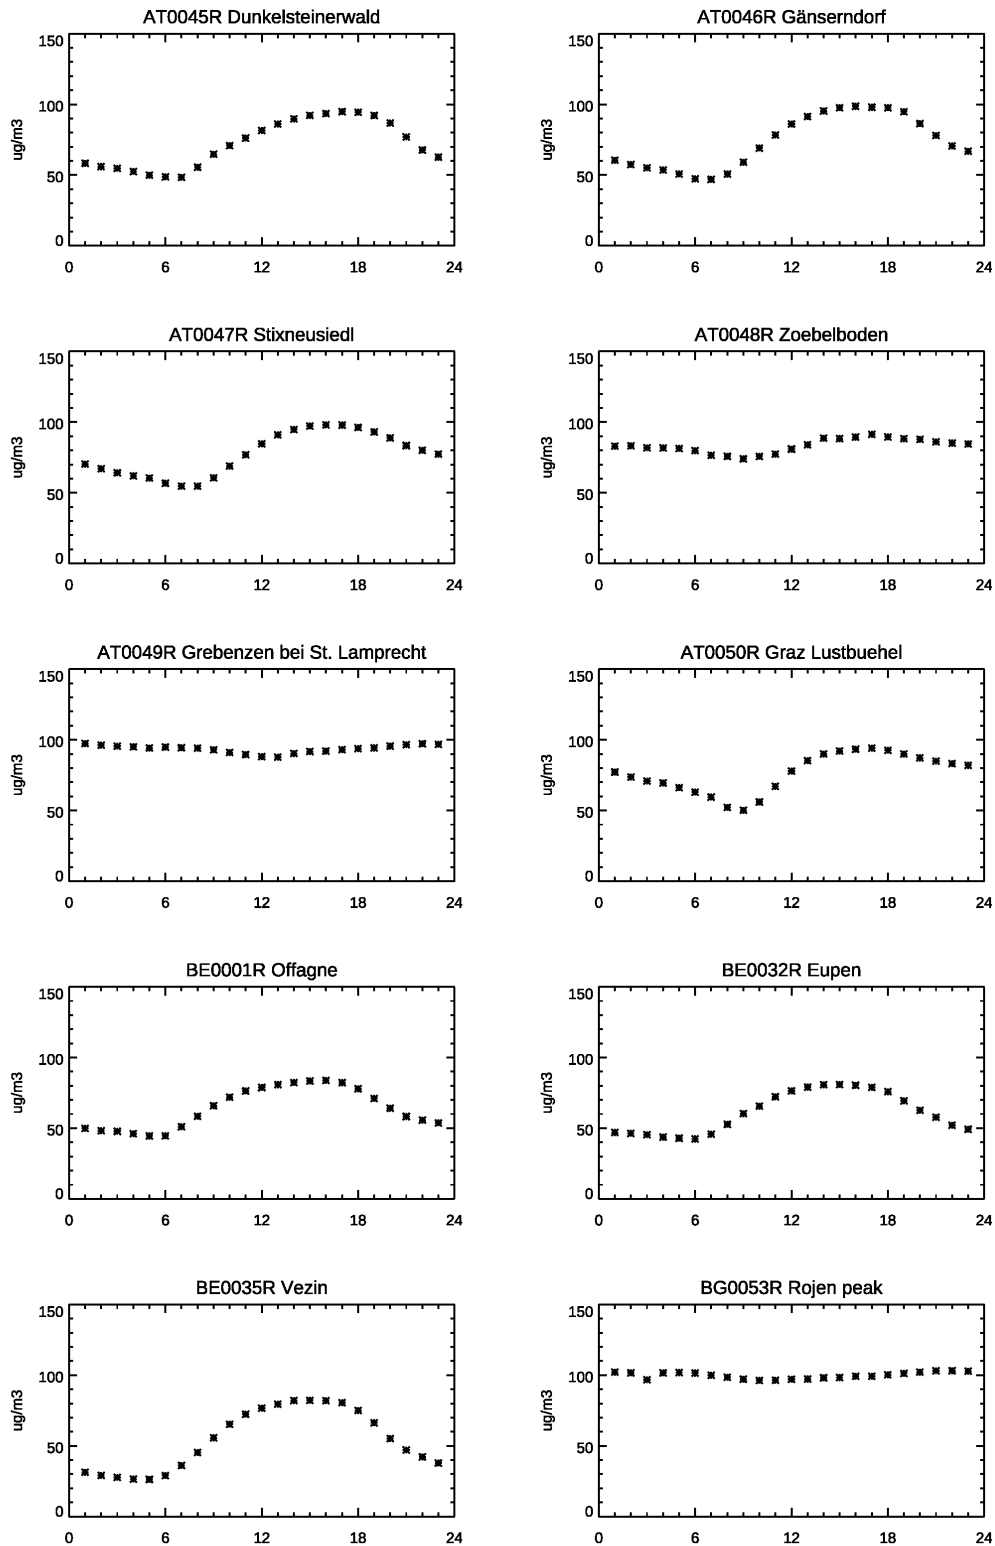 AT0045R Dunkelsteinerwald
150
100
50
0
ug/m3
0 6 12 18 24
AT0046R Gänserndorf
150
100
50
0
ug/m3
0 6 12 18 24
AT0047R Stixneusiedl
150
100
50
0
ug/m3
0 6 12 18 24
AT0048R Zoebelboden
150
100
50
0
ug/m3
0 6 12 18 24
AT0049R Grebenzen bei St. Lamprecht
150
100
50
0
ug/m3
0 6 12 18 24
AT0050R Graz Lustbuehel
150
100
50
0
ug/m3
0 6 12 18 24
BE0001R Offagne
150
100
50
0
ug/m3
0 6 12 18 24
BE0032R Eupen
150
100
50
0
ug/m3
0 6 12 18 24
BE0035R Vezin
150
100
50
0
ug/m3
0 6 12 18 24
BG0053R Rojen peak
150
100
50
0
ug/m3
0 6 12 18 24